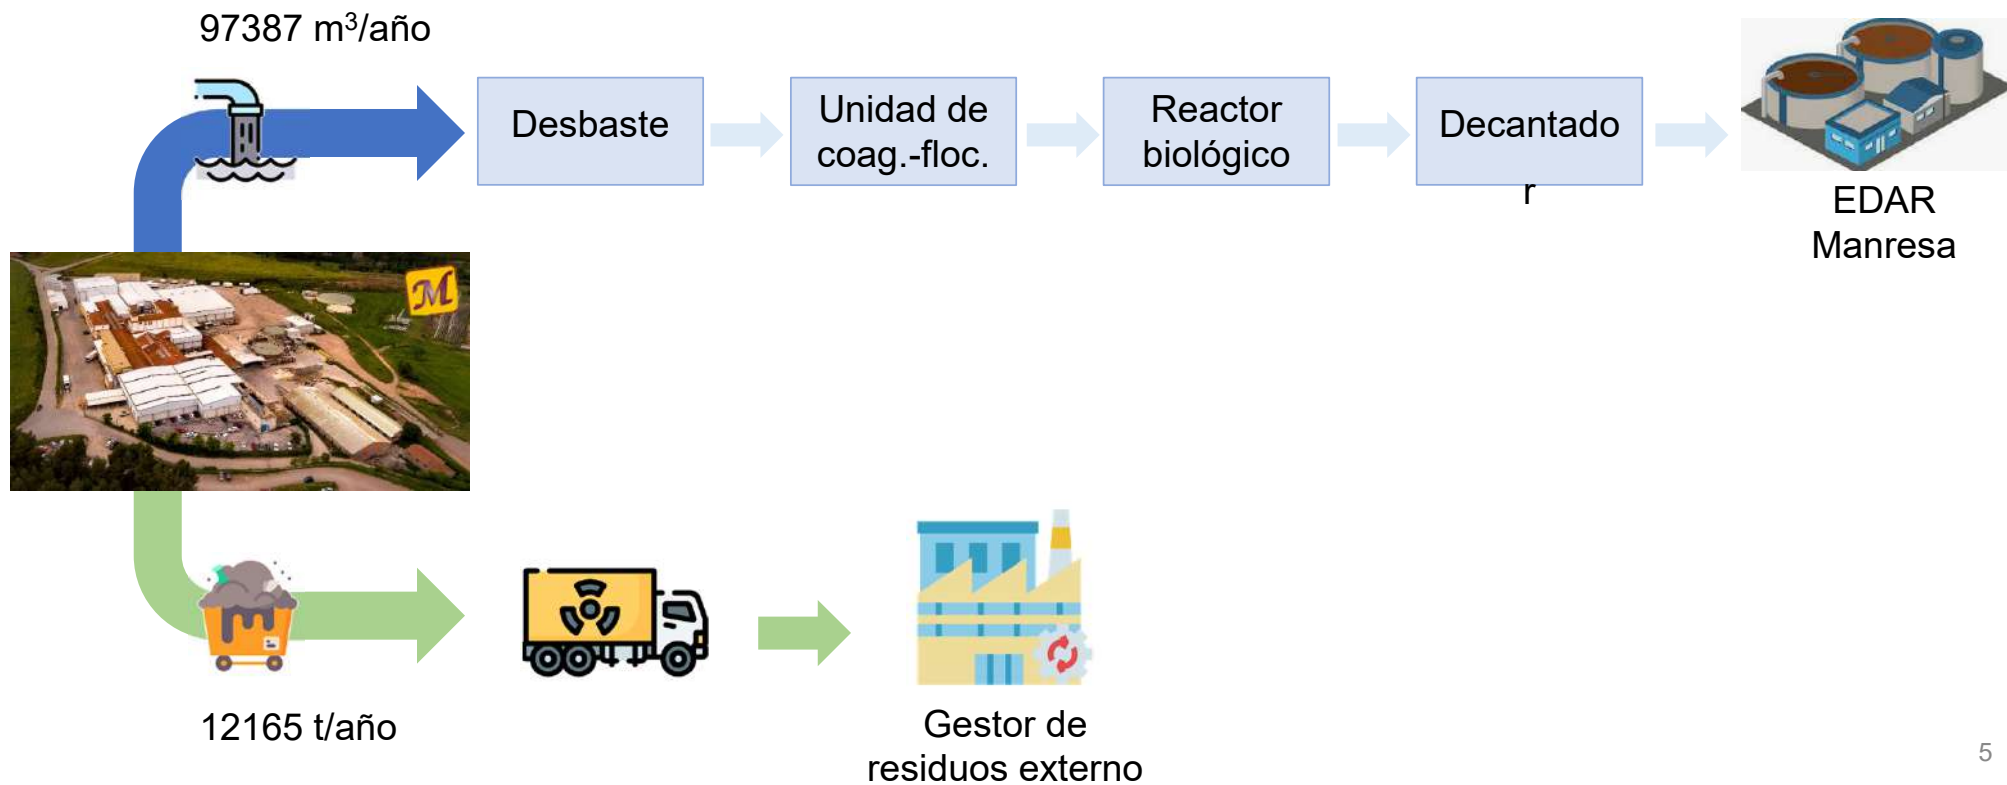 97387 m³/año
Desbaste
Unidad de
coag.-floc.
Reactor
biológico
Decantado
r
EDAR
Manresa
M
12165 t/año
Gestor de
residuos externo
5